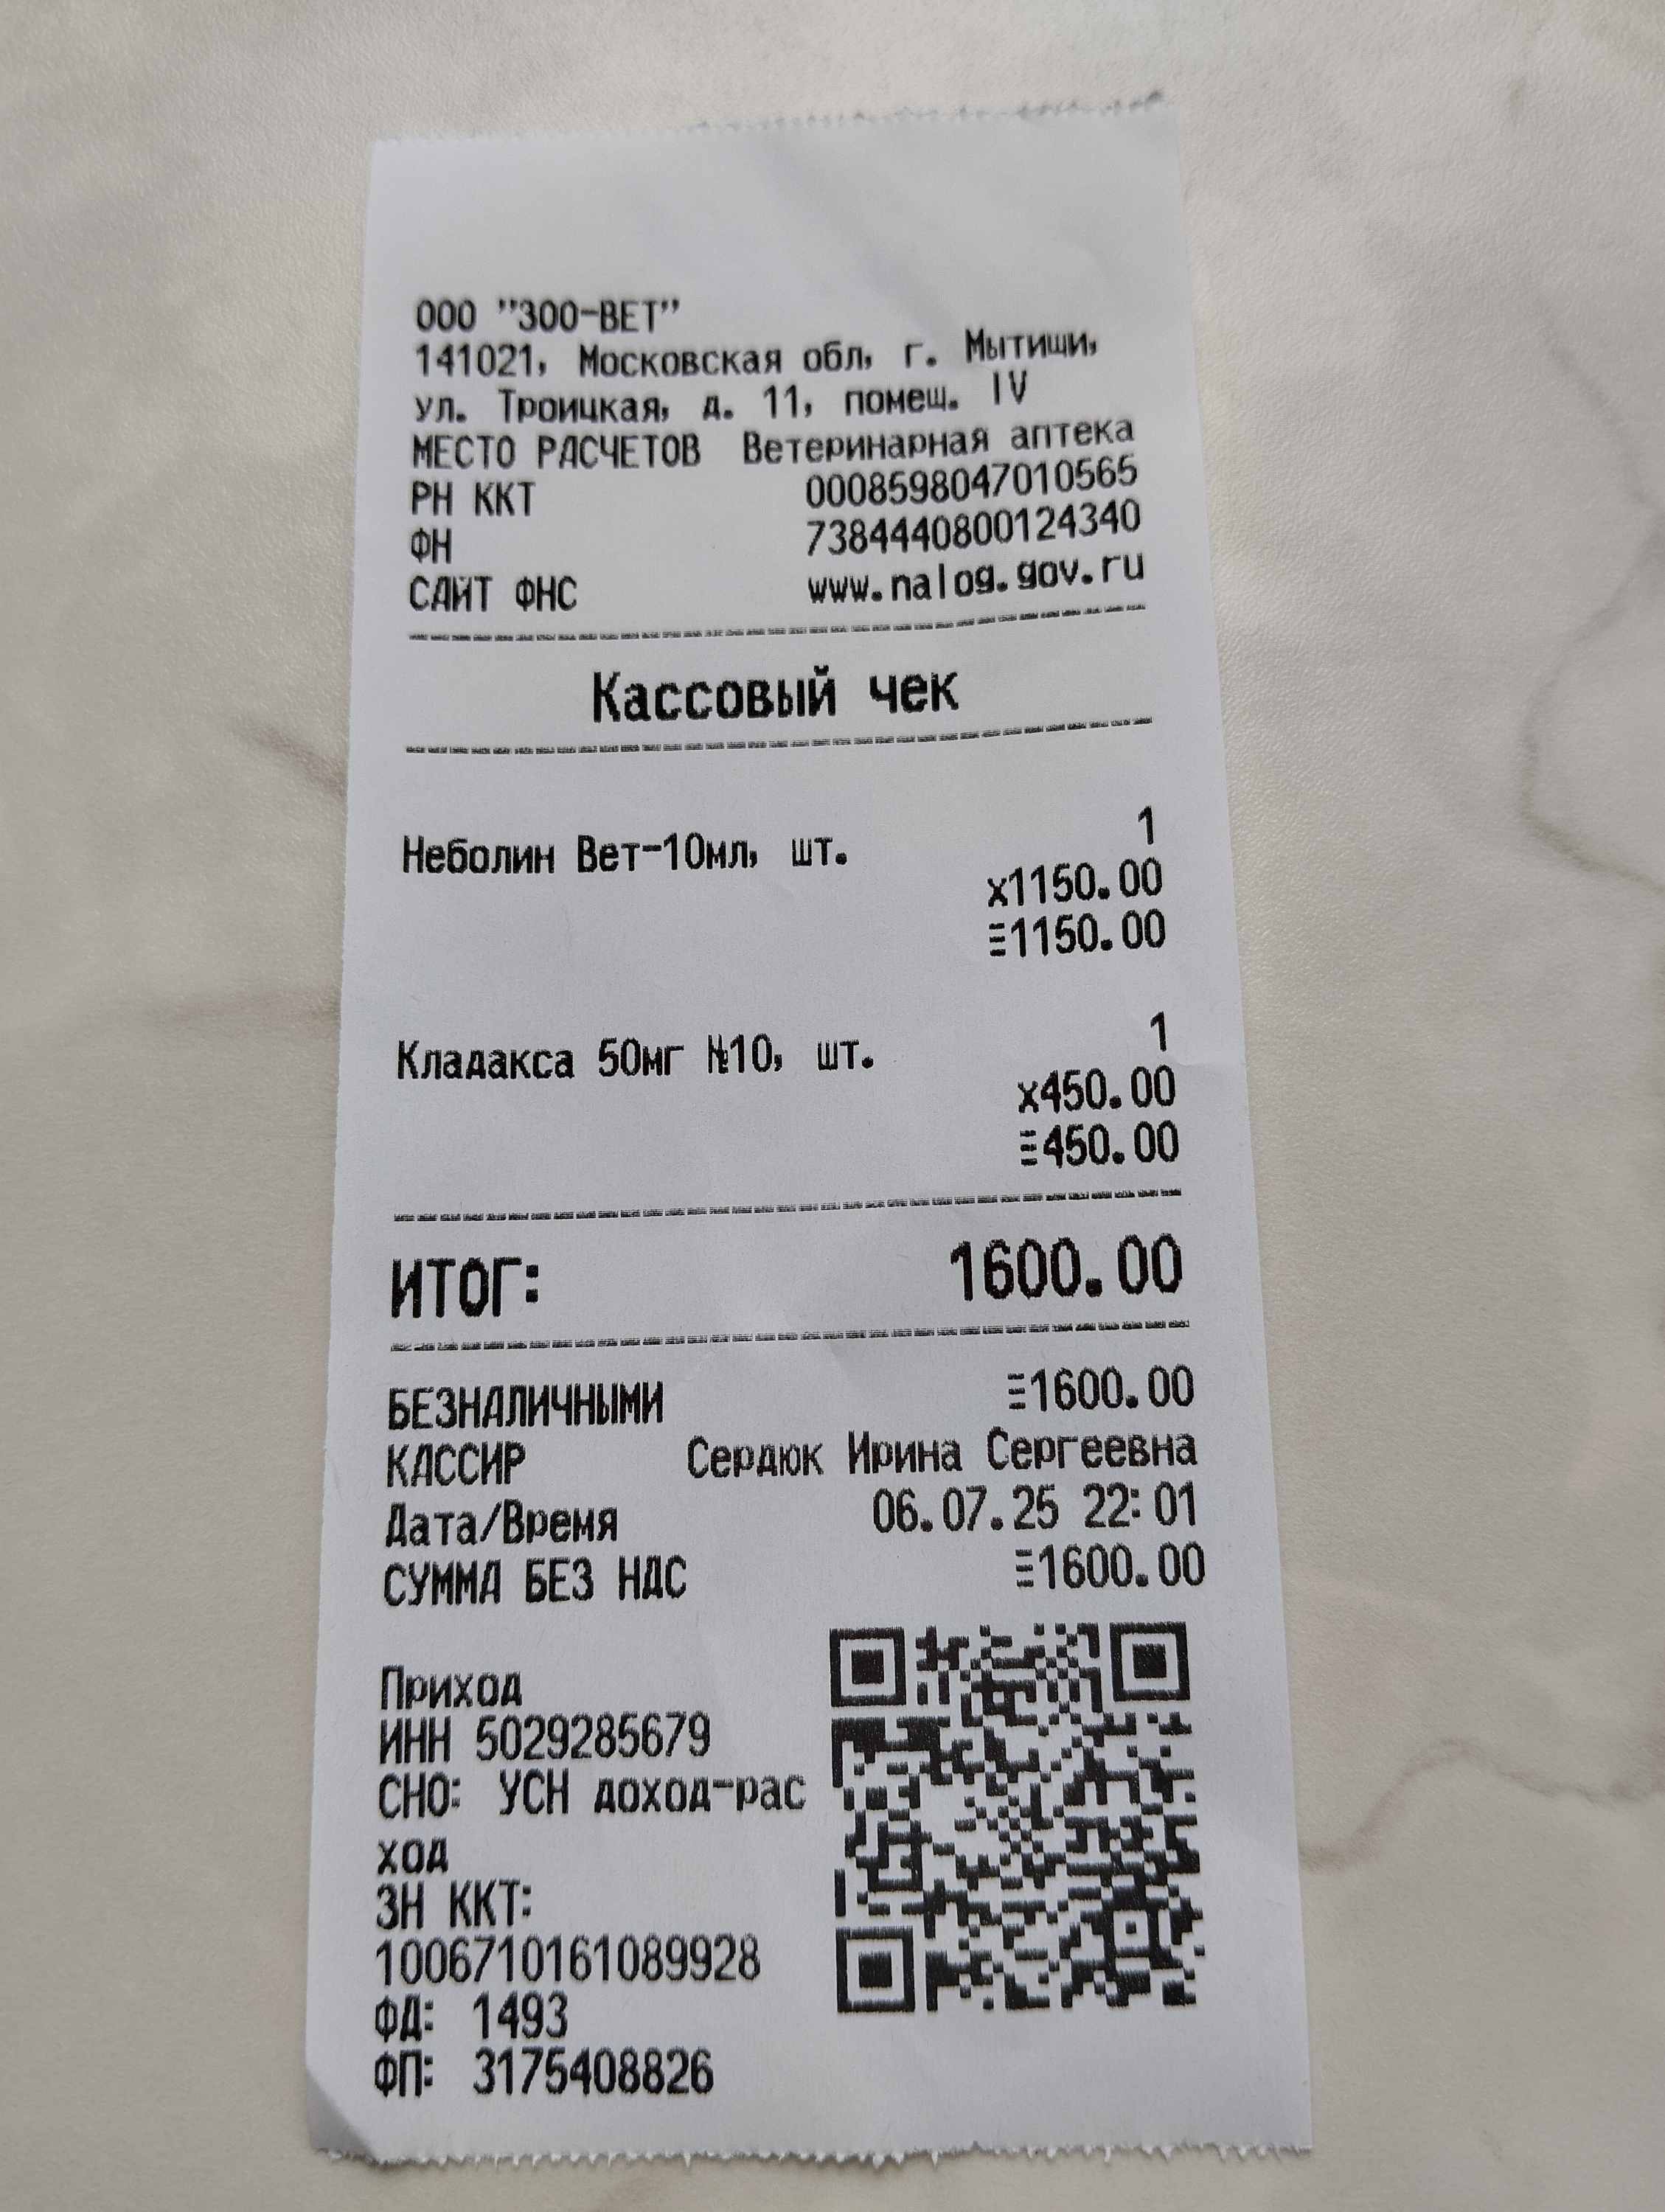 ООО "ЗОО-ВЕТ"
141021, Московская обл, г. Мытищи,
ул. Троицкая, д. 11, помещ. IV
МЕСТО РАСЧЕТОВ Ветеринарная аптека
РН ККТ 0008598047010565
ФН 7384440800124340
САЙТ ФНС www.nalog.gov.ru
Кассовый чек
Неболин Вет-10мл, шт. 1
х1150.00
≡1150.00
Кладакса 50мг №10, шт. 1
х450.00
≡450.00
ИТОГ: 1600.00
БЕЗНАЛИЧНЫМИ ≡1600.00
КАССИР Сердюк Ирина Сергеевна
Дата/Время 06.07.25 22:01
СУММА БЕЗ НДС ≡1600.00
Приход
ИНН 5029285679
СНО: УСН доход-рас
ход
ЗН ККТ:
1006710161089928
ФД: 1493
ФП: 3175408826